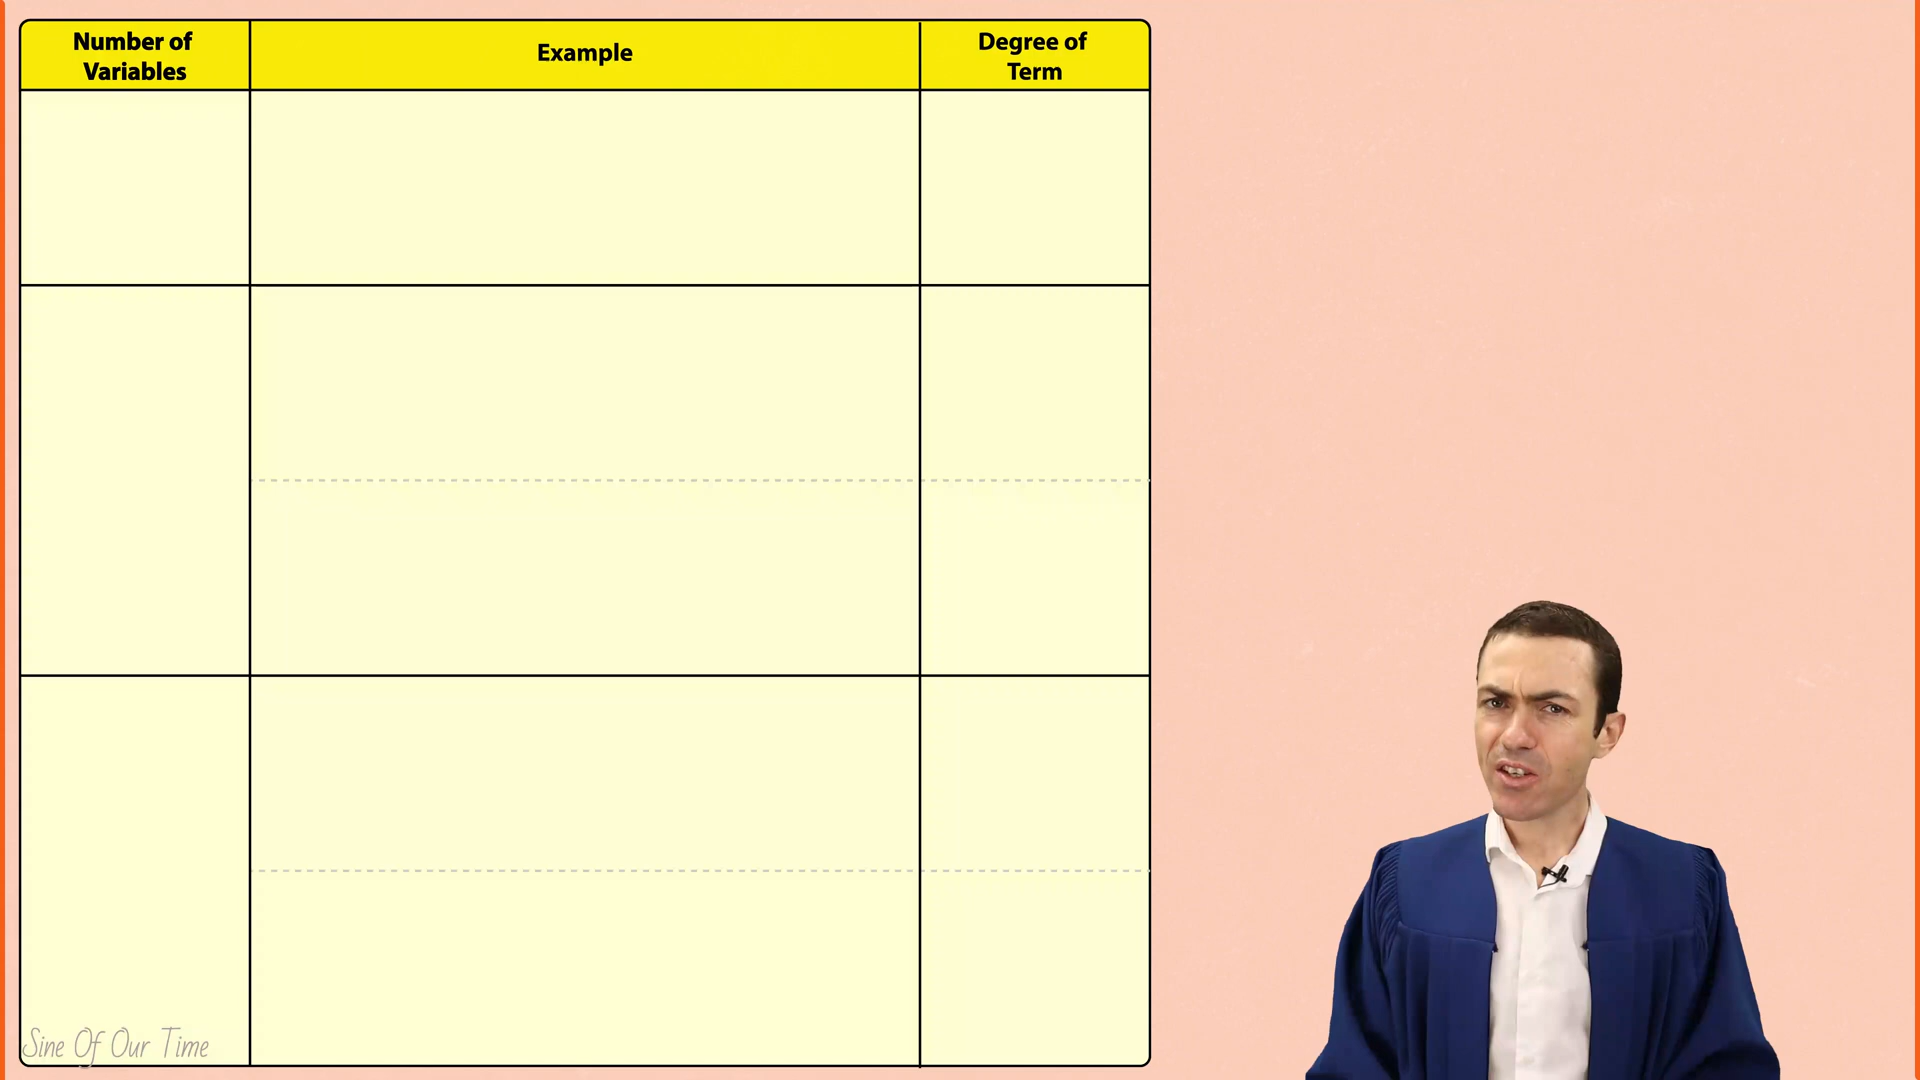 Number of
Variables
Example
Degree of
Term
Sine Of Our Time